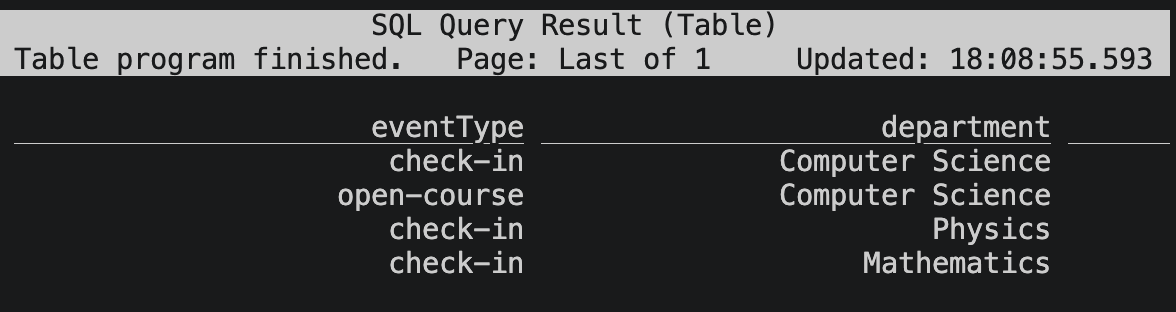 SQL Query Result (Table)
Table program finished. Page: Last of 1 Updated: 18:08:55.593
eventType department
check-in Computer Science
open-course Computer Science
check-in Physics
check-in Mathematics